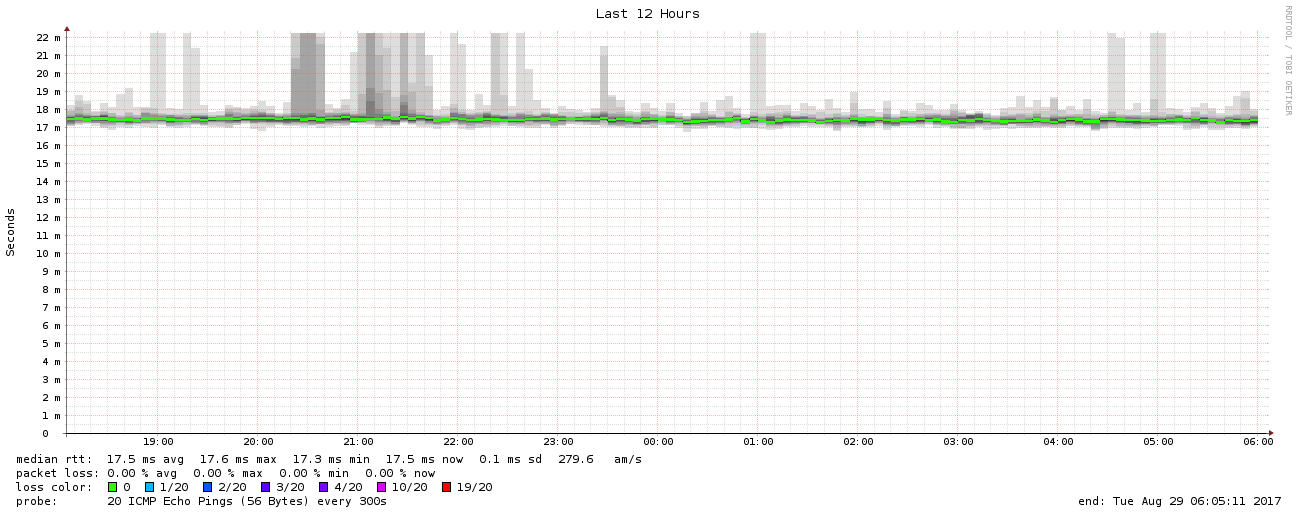 Last 12 Hours
RRDTOOL / TOBI OETIKER
Seconds
22 m
21 m
20 m
19 m
18 m
17 m
16 m
15 m
14 m
13 m
12 m
11 m
10 m
9 m
8 m
7 m
6 m
5 m
4 m
3 m
2 m
1 m
0
19:00 20:00 21:00 22:00 23:00 00:00 01:00 02:00 03:00 04:00 05:00 06:00
median rtt: 17.5 ms avg 17.6 ms max 17.3 ms min 17.5 ms now 0.1 ms sd 279.6 am/s
packet loss: 0.00 % avg 0.00 % max 0.00 % min 0.00 % now
loss color: 0 1/20 2/20 3/20 4/20 10/20 19/20
probe: 20 ICMP Echo Pings (56 Bytes) every 300s end: Tue Aug 29 06:05:11 2017